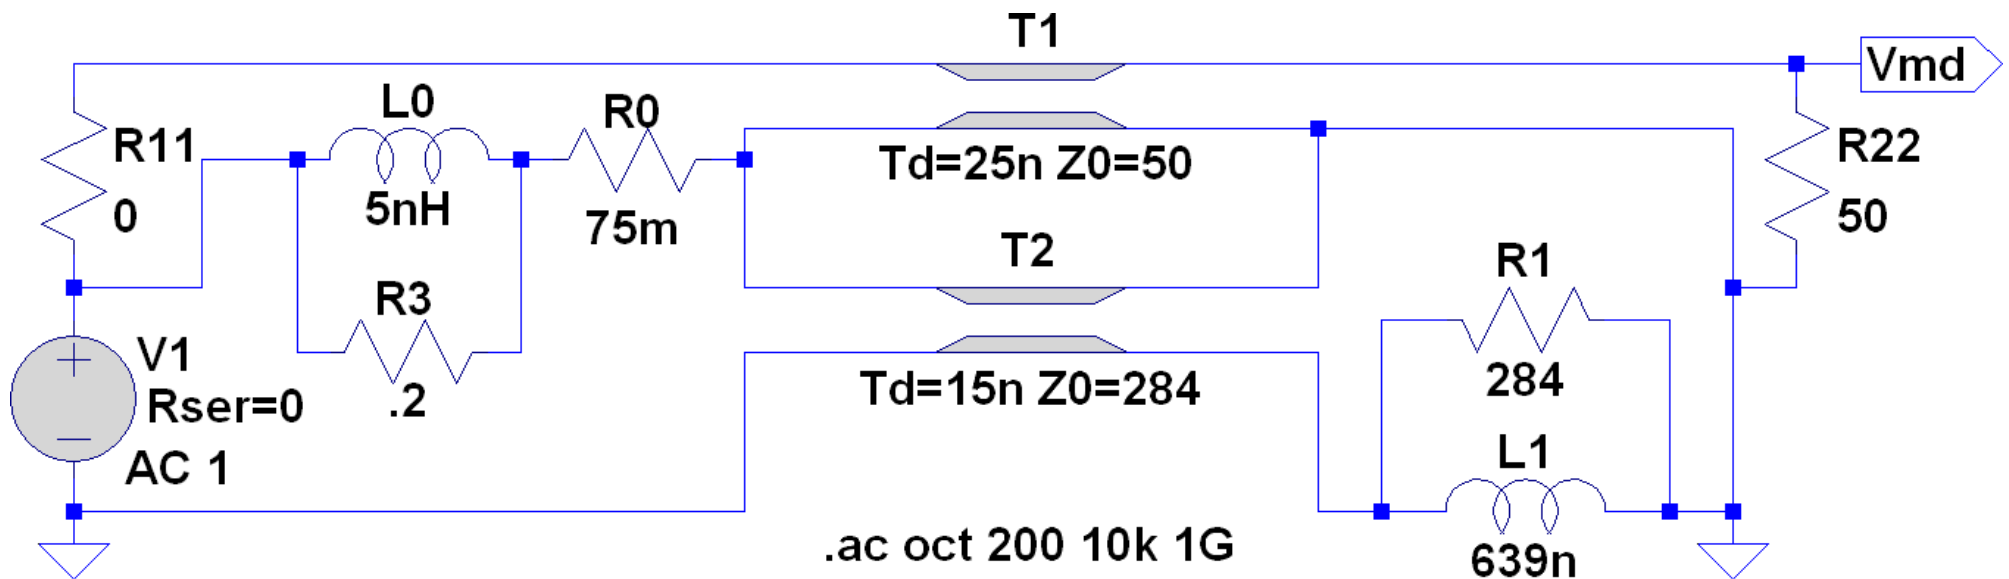 T1
Vmd
L0
R0
R11
0
5nH
75m
Td=25n Z0=50
R22
50
T2
R1
R3
.2
V1
Rser=0
AC 1
284
Td=15n Z0=284
L1
639n
.ac oct 200 10k 1G